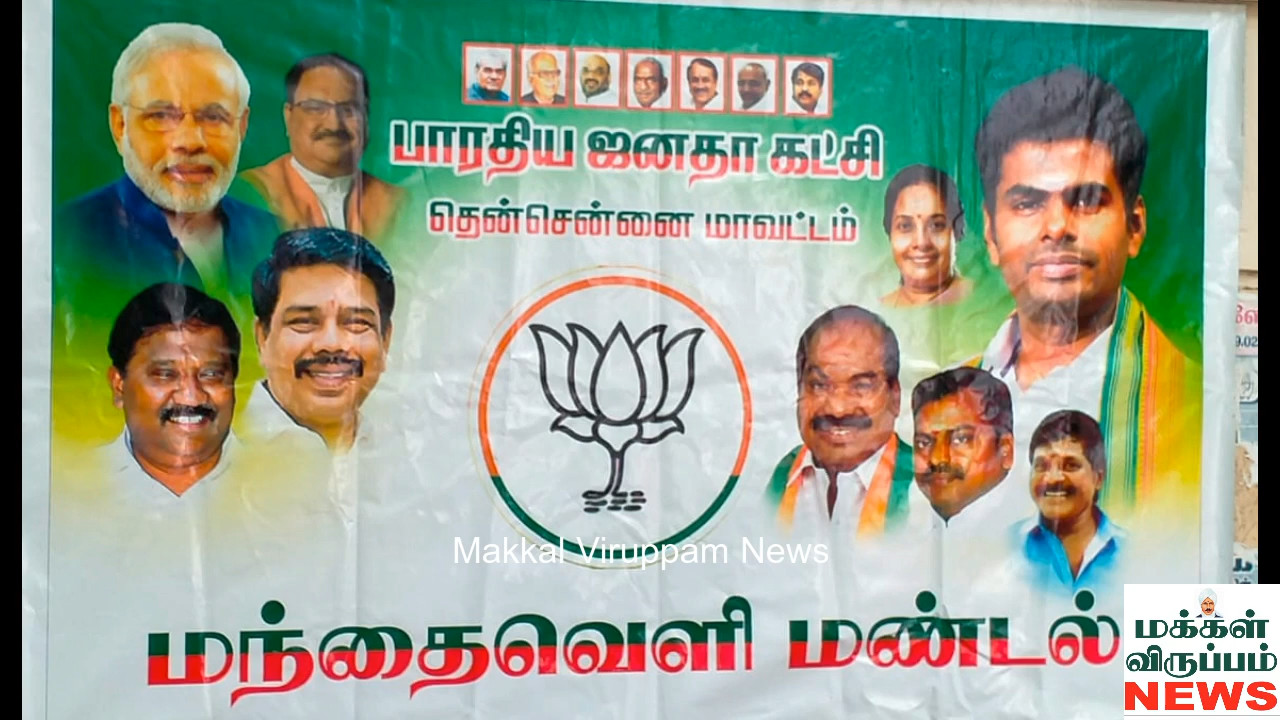 பாரதிய ஜனதா கட்சி
தென்சென்னை மாவட்டம்
Makkal Viruppam News
மந்தைவெளி மண்டல்
மக்கள்
விருப்பம்
NEWS